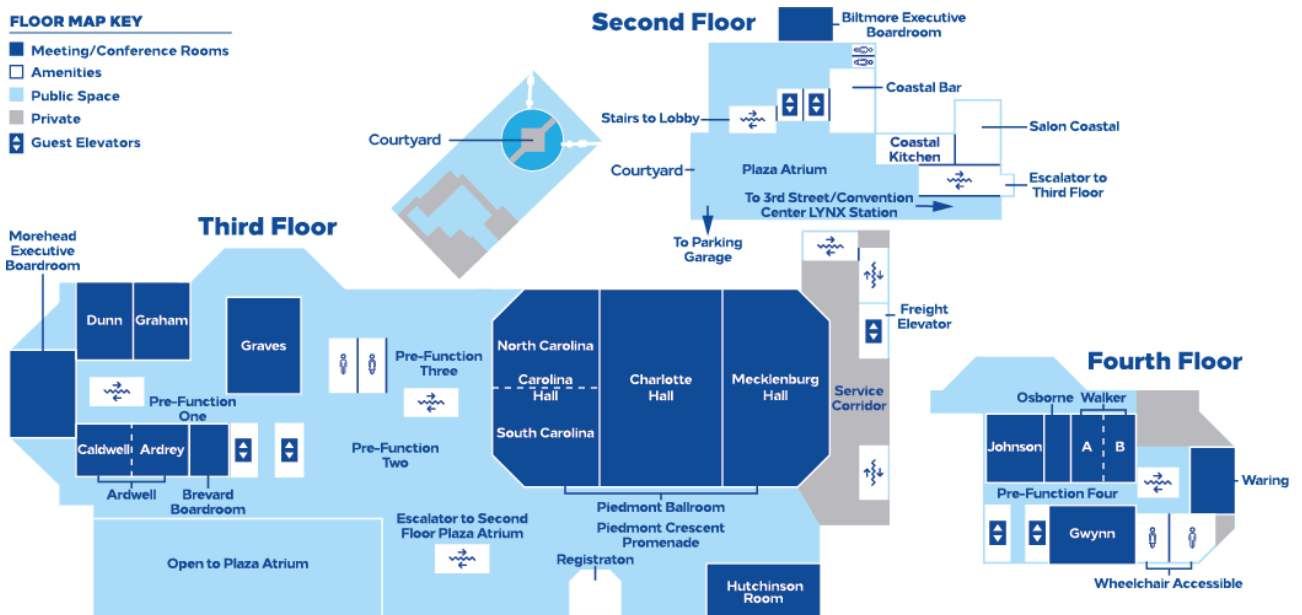 FLOOR MAP KEY
Meeting/Conference Rooms
Amenities
Public Space
Private
Guest Elevators
Courtyard
Second Floor
Biltmore Executive
Boardroom
Coastal Bar
Stairs to Lobby
Salon Coastal
Coastal
Kitchen
Courtyard
Plaza Atrium
Escalator to
Third Floor
To 3rd Street/Convention
Center LYNX Station
To Parking
Garage
Third Floor
Morehead
Executive
Boardroom
Dunn
Graham
Graves
Pre-Function
Three
North Carolina
Carolina
Hall
South Carolina
Charlotte
Hall
Mecklenburg
Hall
Freight
Elevator
Service
Corridor
Pre-Function
One
Caldwell
Ardrey
Ardwell
Brevard
Boardroom
Pre-Function
Two
Piedmont Ballroom
Piedmont Crescent
Promenade
Escalator to Second
Floor Plaza Atrium
Open to Plaza Atrium
Registraton
Hutchinson
Room
Fourth Floor
Osborne
Walker
Johnson
A
B
Waring
Pre-Function Four
Gwynn
Wheelchair Accessible